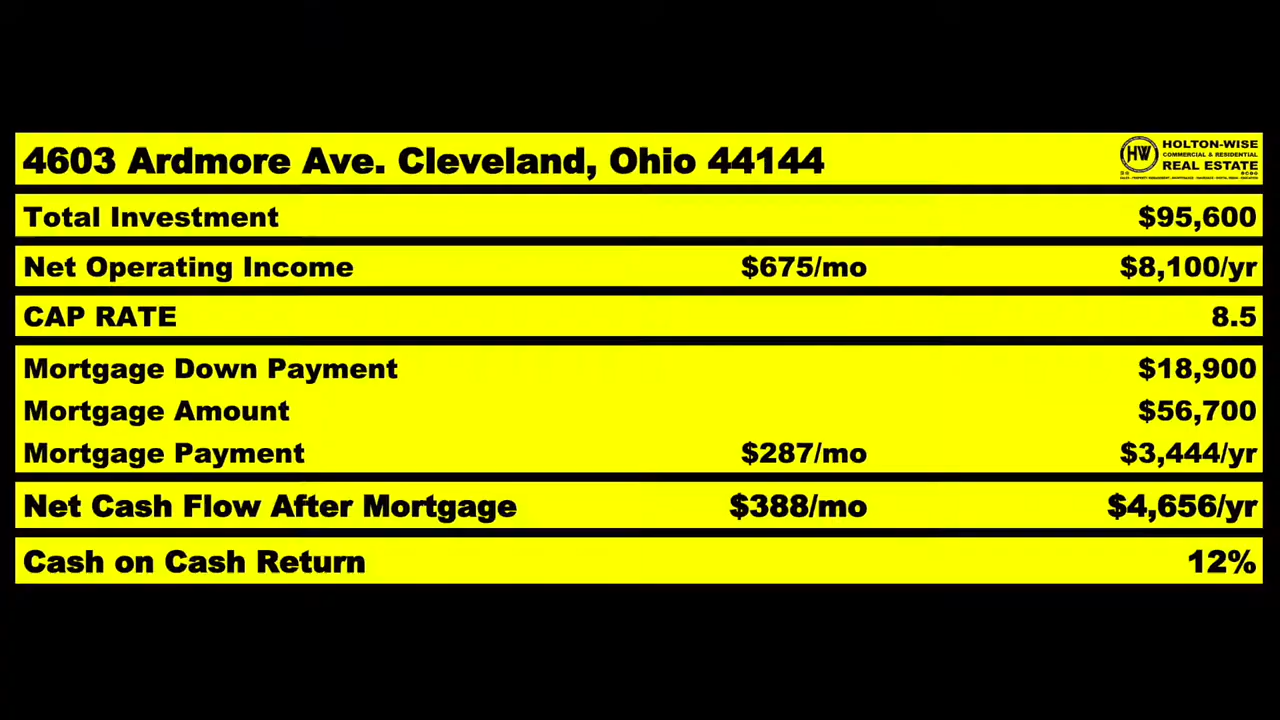 4603 Ardmore Ave. Cleveland, Ohio 44144
HW
HOLTON-WISE
COMMERCIAL & RESIDENTIAL
REAL ESTATE
Total Investment $95,600
Net Operating Income $675/mo $8,100/yr
CAP RATE 8.5
Mortgage Down Payment $18,900
Mortgage Amount $56,700
Mortgage Payment $287/mo $3,444/yr
Net Cash Flow After Mortgage $388/mo $4,656/yr
Cash on Cash Return 12%